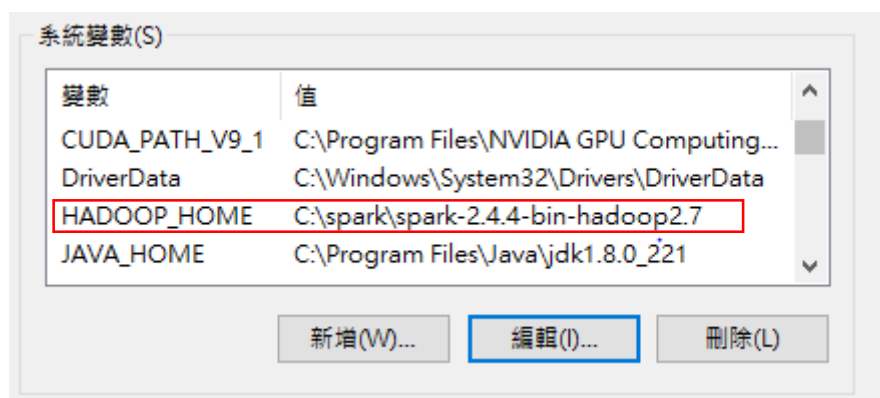 系統變數(S)
變數 值
CUDA_PATH_V9_1 C:\Program Files\NVIDIA GPU Computing...
DriverData C:\Windows\System32\Drivers\DriverData
HADOOP_HOME C:\spark\spark-2.4.4-bin-hadoop2.7
JAVA_HOME C:\Program Files\Java\jdk1.8.0_221
新增(W)... 編輯(I)... 刪除(L)